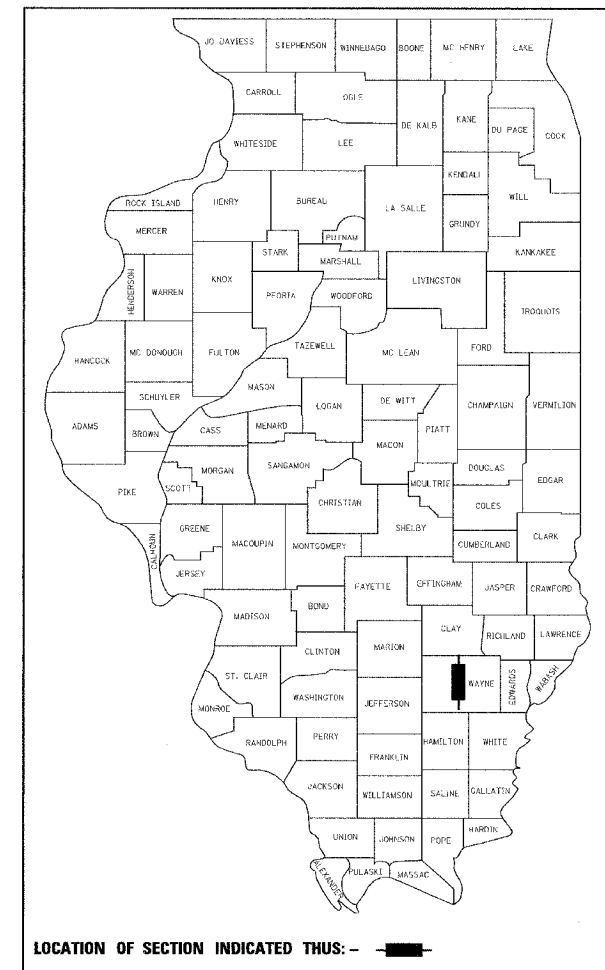 JO DAVIESS STEPHENSON WINNEBAGO BOONE MC HENRY LAKE
CARROLL OGLE DE KALB KANE DU PAGE COOK
WHITESIDE LEE KENDALL WILL
ROCK ISLAND HENRY BUREAU LA SALLE GRUNDY
MERCER PUTNAM KANKAKEE
HENDERSON WARREN KNOX STARK MARSHALL LIVINGSTON
PEORIA WOODFORD IROQUOIS
HANCOCK MC DONOUGH FULTON TAZEWELL MC LEAN FORD
SCHUYLER MASON LOGAN DE WITT CHAMPAIGN VERMILION
ADAMS BROWN CASS MENARD PIATT
MACON
PIKE SCOTT MORGAN SANGAMON MOULTRIE DOUGLAS EDGAR
CHRISTIAN COLES
CALHOUN GREENE MACOUPIN MONTGOMERY SHELBY CUMBERLAND CLARK
JERSEY FAYETTE EFFINGHAM JASPER CRAWFORD
MADISON BOND
CLAY RICHLAND LAWRENCE
CLINTON MARION
ST. CLAIR WAYNE EDWARDS WABASH
MONROE WASHINGTON JEFFERSON
RANDOLPH PERRY HAMILTON WHITE
FRANKLIN
JACKSON WILLIAMSON SALINE GALLATIN
UNION JOHNSON POPE HARDIN
ALEXANDER PULASKI MASSAC
LOCATION OF SECTION INDICATED THUS: –